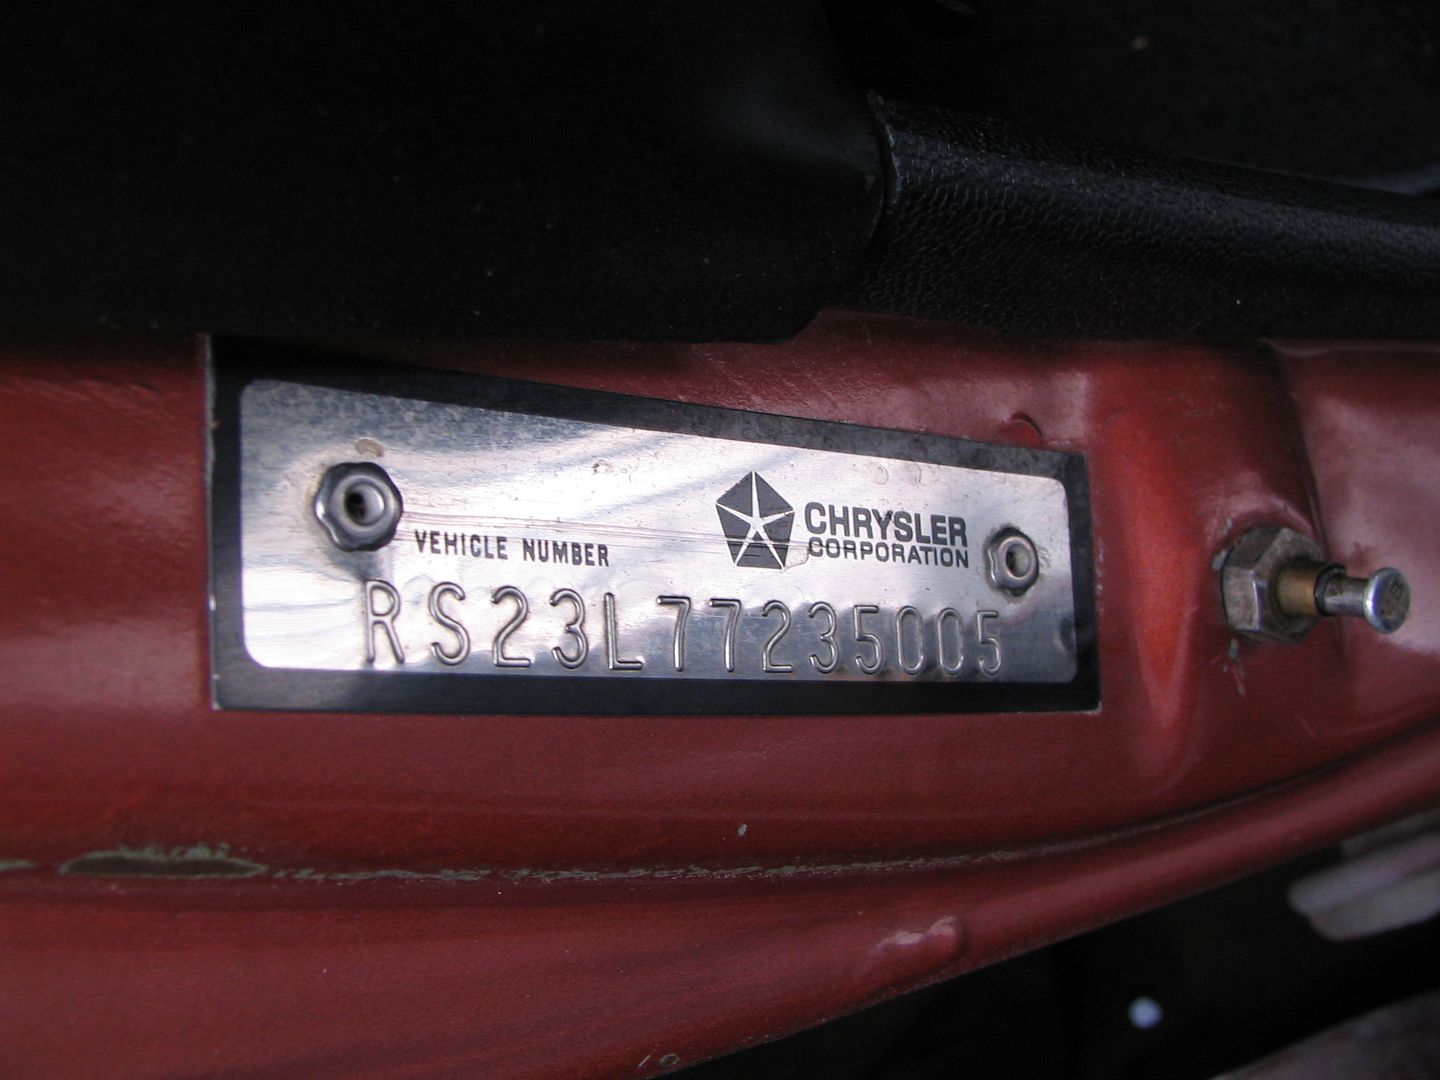 VEHICLE NUMBER
CHRYSLER
CORPORATION
RS23L77235005